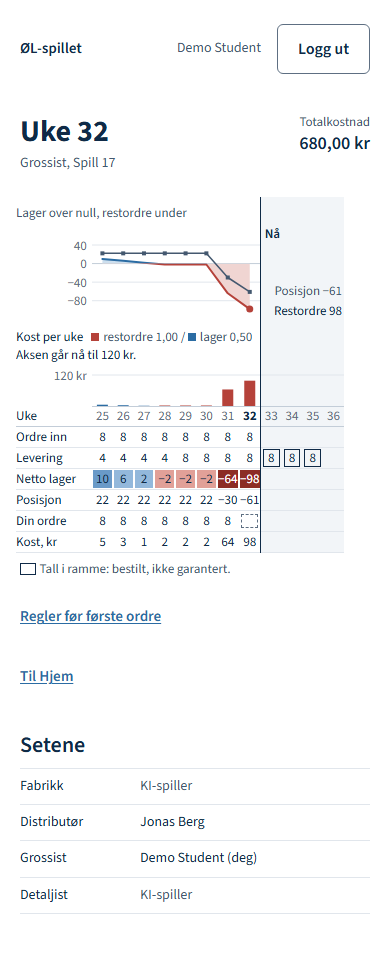 ØL-spillet
Demo Student
Logg ut
Uke 32
Grossist, Spill 17
Totalkostnad
680,00 kr
Lager over null, restordre under
Nå
40
0
−40
−80
Posisjon −61
Restordre 98
Kost per uke restordre 1,00 / lager 0,50
Aksen går nå til 120 kr.
120 kr
Uke 25 26 27 28 29 30 31 32 33 34 35 36
Ordre inn 8 8 8 8 8 8 8 8
Levering 4 4 4 4 8 8 8 8 8 8 8
Netto lager 10 6 2 −2 −2 −2 −64 −98
Posisjon 22 22 22 22 22 22 −30 −61
Din ordre 8 8 8 8 8 8 8
Kost, kr 5 3 1 2 2 2 64 98
Tall i ramme: bestilt, ikke garantert.
Regler før første ordre
Til Hjem
Setene
Fabrikk KI-spiller
Distributør Jonas Berg
Grossist Demo Student (deg)
Detaljist KI-spiller